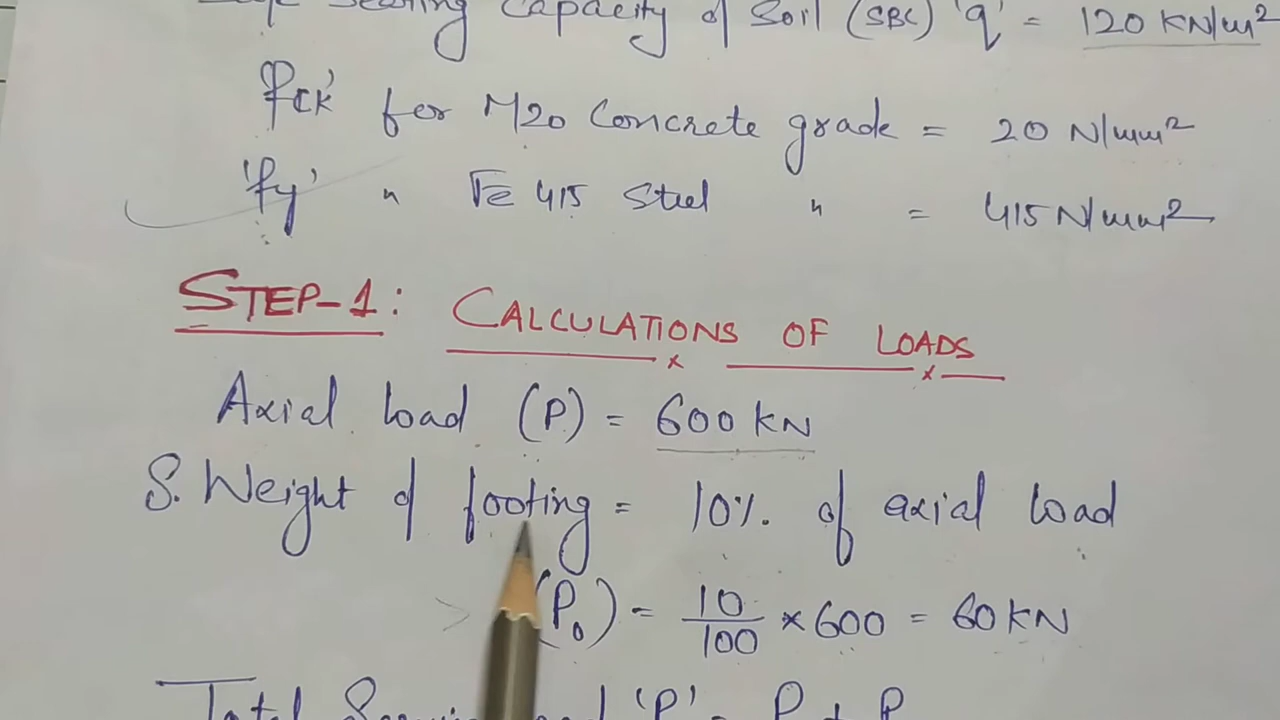 Bearing Capacity of Soil (SBC) 'q' = 120 KN/m²
'fck' for M20 Concrete grade = 20 N/mm²
'fy' " Fe 415 Steel " = 415 N/mm²
STEP-1: CALCULATIONS OF LOADS
Axial load (P) = 600 KN
S. Weight of footing = 10% of axial load
(P₀) = 10/100 × 600 = 60 KN
Total 'P' = P + P